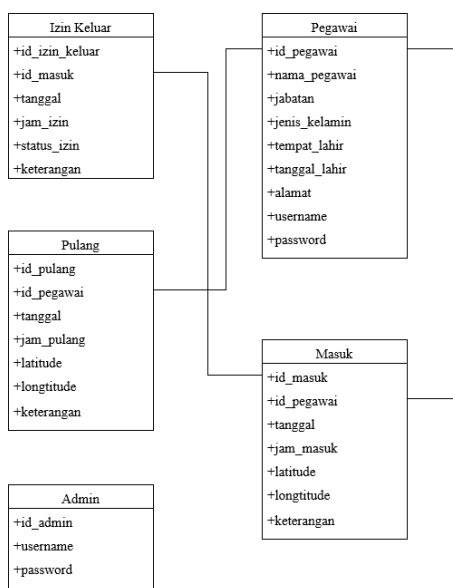 Izin Keluar
+id_izin_keluar
+id_masuk
+tanggal
+jam_izin
+status_izin
+keterangan
Pegawai
+id_pegawai
+nama_pegawai
+jabatan
+jenis_kelamin
+tempat_lahir
+tanggal_lahir
+alamat
+username
+password
Pulang
+id_pulang
+id_pegawai
+tanggal
+jam_pulang
+latitude
+longtitude
+keterangan
Masuk
+id_masuk
+id_pegawai
+tanggal
+jam_masuk
+latitude
+longtitude
+keterangan
Admin
+id_admin
+username
+password